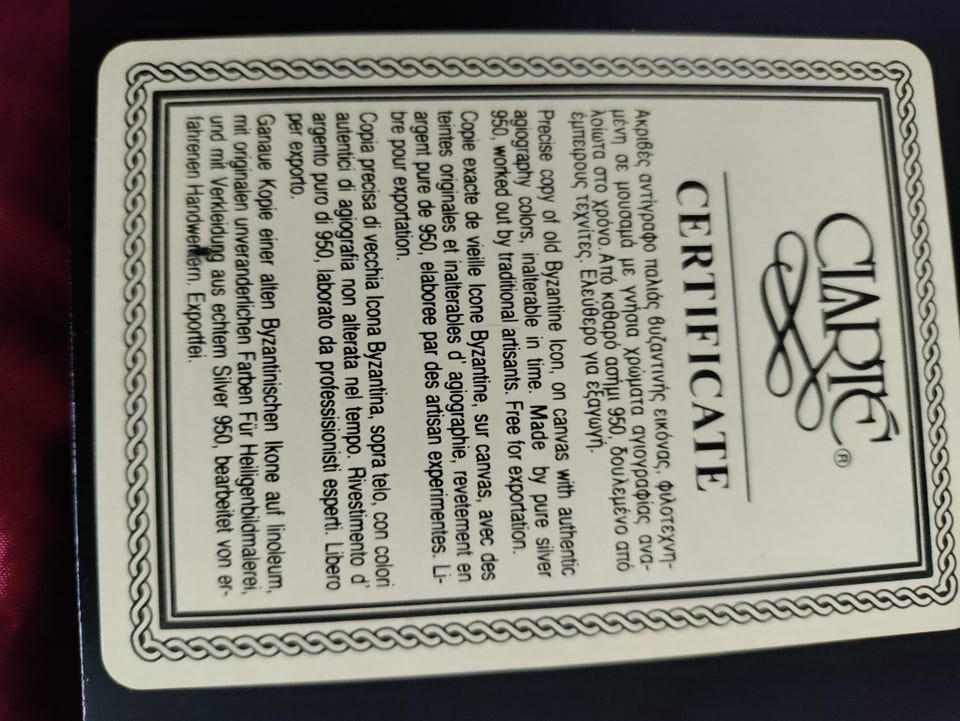 CLARTÉ®
CERTIFICATE
Ακριβές αντίγραφο παλιάς βυζαντινής εικόνας, φιλοτεχνη-
μένη σε μουσαμά με γνήσια χρώματα αγιογραφίας ανα-
λοίωτα στο χρόνο. Από καθαρό ασήμι 950, δουλεμένο από
έμπειρους τεχνίτες. Ελεύθερο για εξαγωγή.
Precise copy of old Byzantine Icon, on canvas with authentic
agiography colors, inalterable in time. Made by pure silver
950, worked out by traditional artisants. Free for exportation.
Copie exacte de vieille Icone Byzantine, sur canvas, avec des
teintes originales et inalterables d' agiographie, revetement en
argent pure de 950, elaboree par des artisan experimentes. Li-
bre pour exportation.
Copia precisa di vecchia Icona Byzantina, sopra telo, con colori
autentici di agiografia non alterata nel tempo. Rivestimento d'
argento puro di 950, laborato da professionisti esperti. Libero
per exporto.
Ganaue Kopie einer alten Byzantinischen Ikone auf linoleum,
mit originalen unveranderlichen Farben Für Heiligenbildmalerei,
und mit Verkleidung aus echtem Silver 950, bearbeitet von er-
fahrenen Handwerkern. Exportfei.